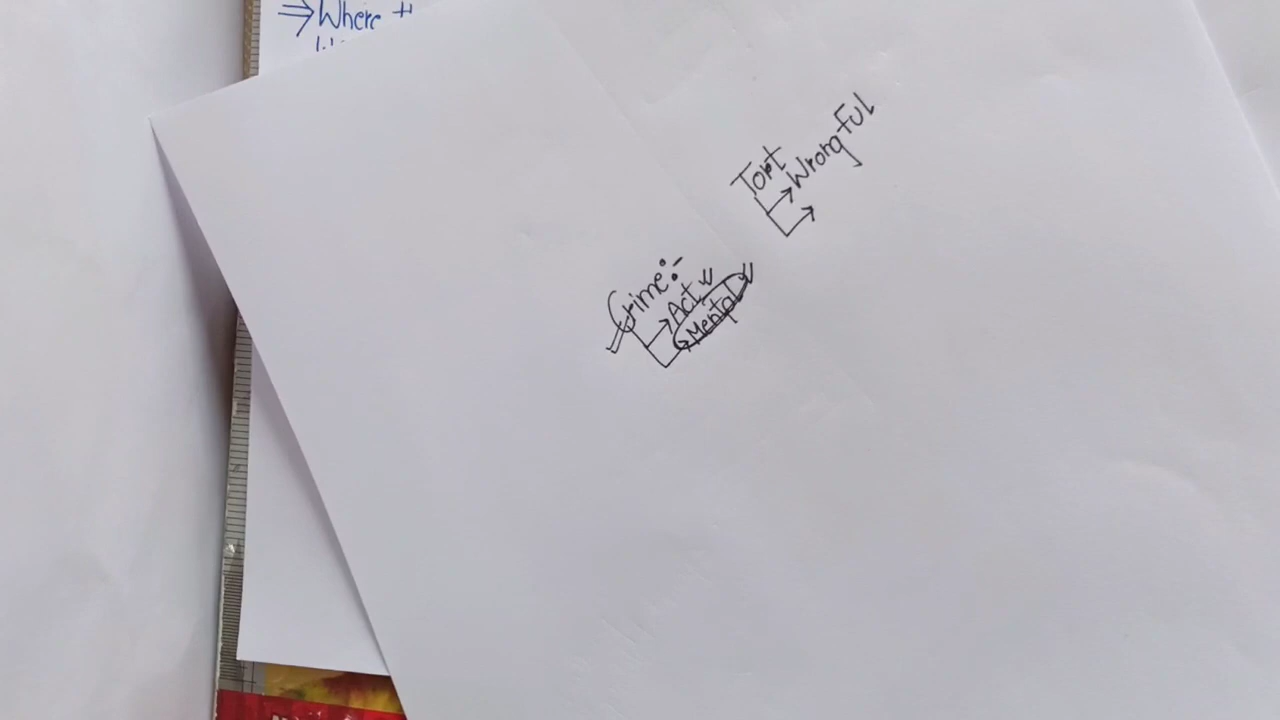 ⇒Where
Tort
→Wrongful
Crime:-
→Act
→Mental